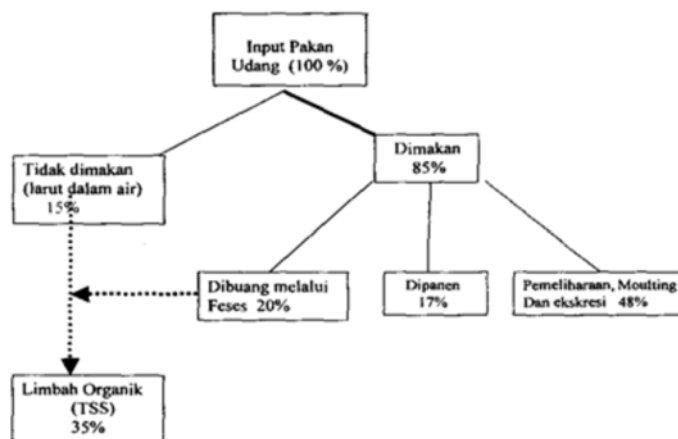 Input Pakan
Udang (100 %)
Tidak dimakan
(larut dalam air)
15%
Dimakan
85%
Dibuang melalui
Feses 20%
Dipanen
17%
Pemeliharaan, Moulting
Dan ekskresi 48%
Limbah Organik
(TSS)
35%